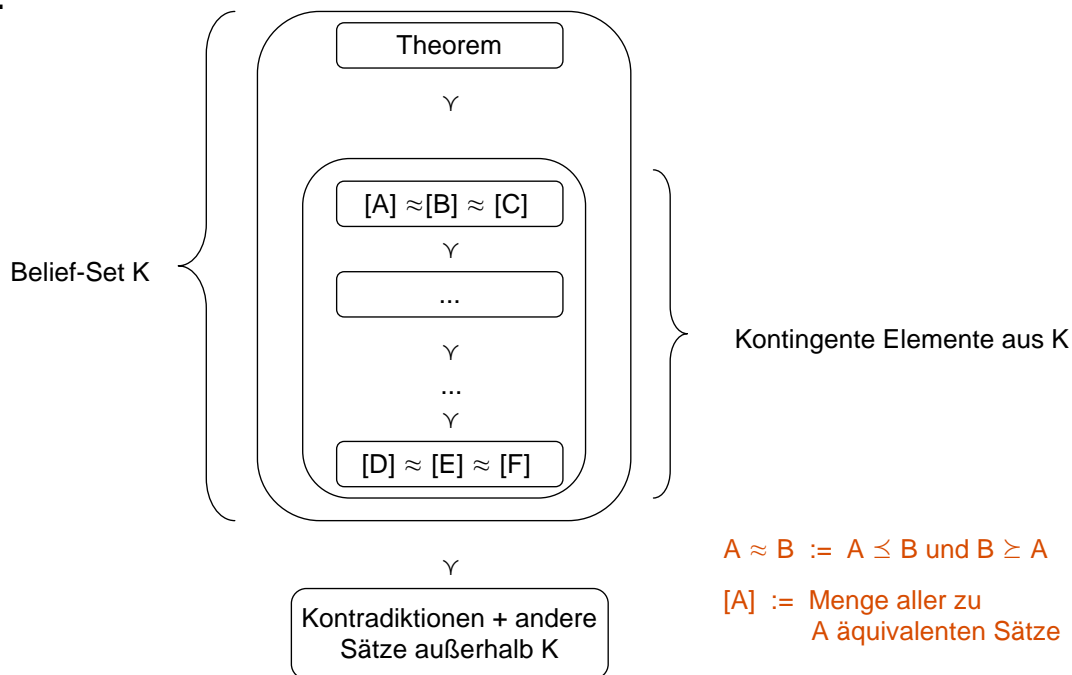 Theorem
⋎
[A] ≈[B] ≈ [C]
⋎
...
Belief-Set K
⋎
Kontingente Elemente aus K
...
⋎
[D] ≈ [E] ≈ [F]
A ≈ B := A ⪯ B und B ⪰ A
⋎
[A] := Menge aller zu
A äquivalenten Sätze
Kontradiktionen + andere
Sätze außerhalb K